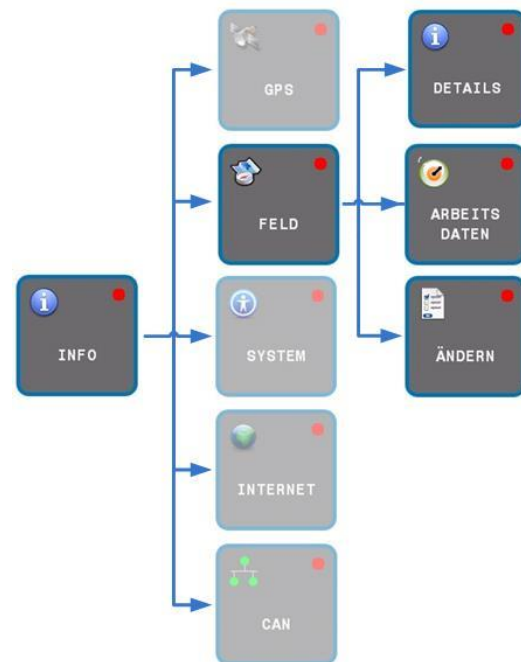 GPS
DETAILS
FELD
ARBEITS
DATEN
INFO
SYSTEM
ÄNDERN
INTERNET
CAN